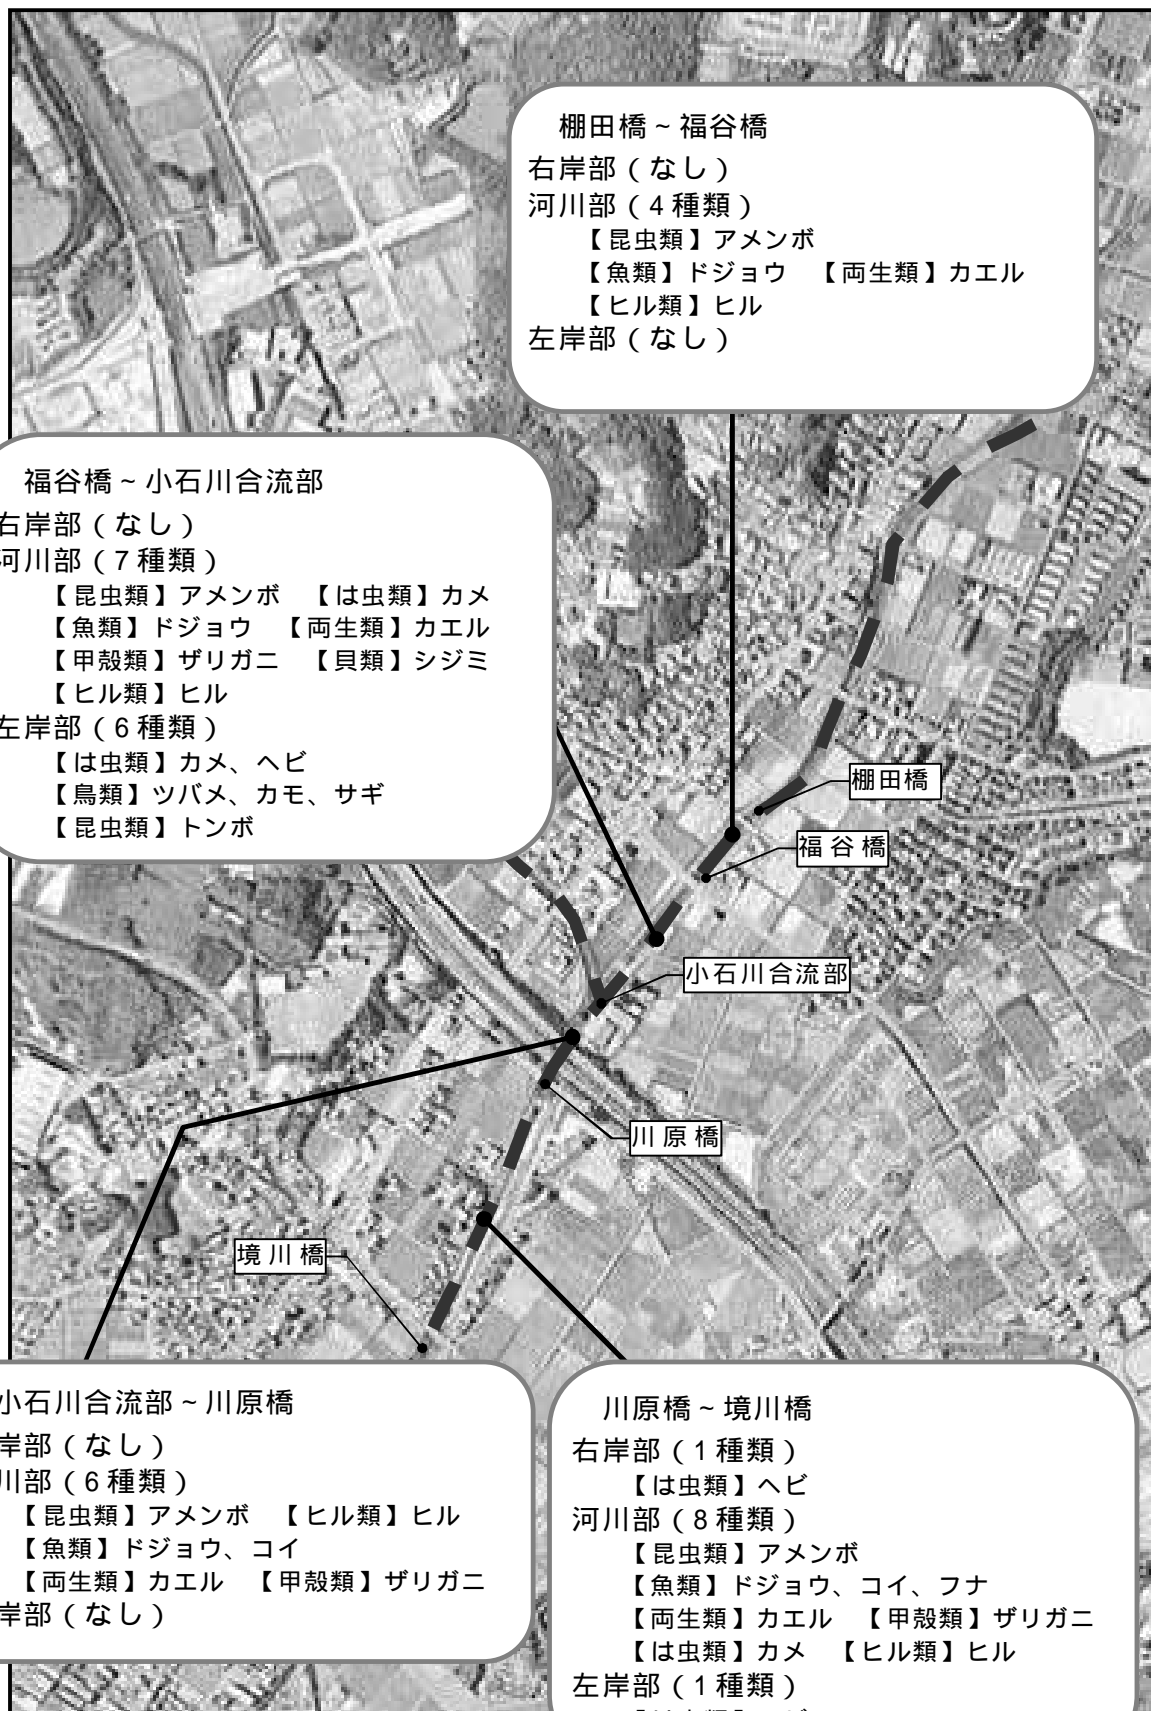 棚田橋～福谷橋
右岸部（なし）
河川部（4種類）
【昆虫類】アメンボ
【魚類】ドジョウ　【両生類】カエル
【ヒル類】ヒル
左岸部（なし）
福谷橋～小石川合流部
右岸部（なし）
河川部（7種類）
【昆虫類】アメンボ　【は虫類】カメ
【魚類】ドジョウ　【両生類】カエル
【甲殻類】ザリガニ　【貝類】シジミ
【ヒル類】ヒル
左岸部（6種類）
【は虫類】カメ、ヘビ
【鳥類】ツバメ、カモ、サギ
【昆虫類】トンボ
棚田橋
福谷橋
小石川合流部
川原橋
境川橋
小石川合流部～川原橋
岸部（なし）
川部（6種類）
【昆虫類】アメンボ　【ヒル類】ヒル
【魚類】ドジョウ、コイ
【両生類】カエル　【甲殻類】ザリガニ
岸部（なし）
川原橋～境川橋
右岸部（1種類）
【は虫類】ヘビ
河川部（8種類）
【昆虫類】アメンボ
【魚類】ドジョウ、コイ、フナ
【両生類】カエル　【甲殻類】ザリガニ
【は虫類】カメ　【ヒル類】ヒル
左岸部（1種類）